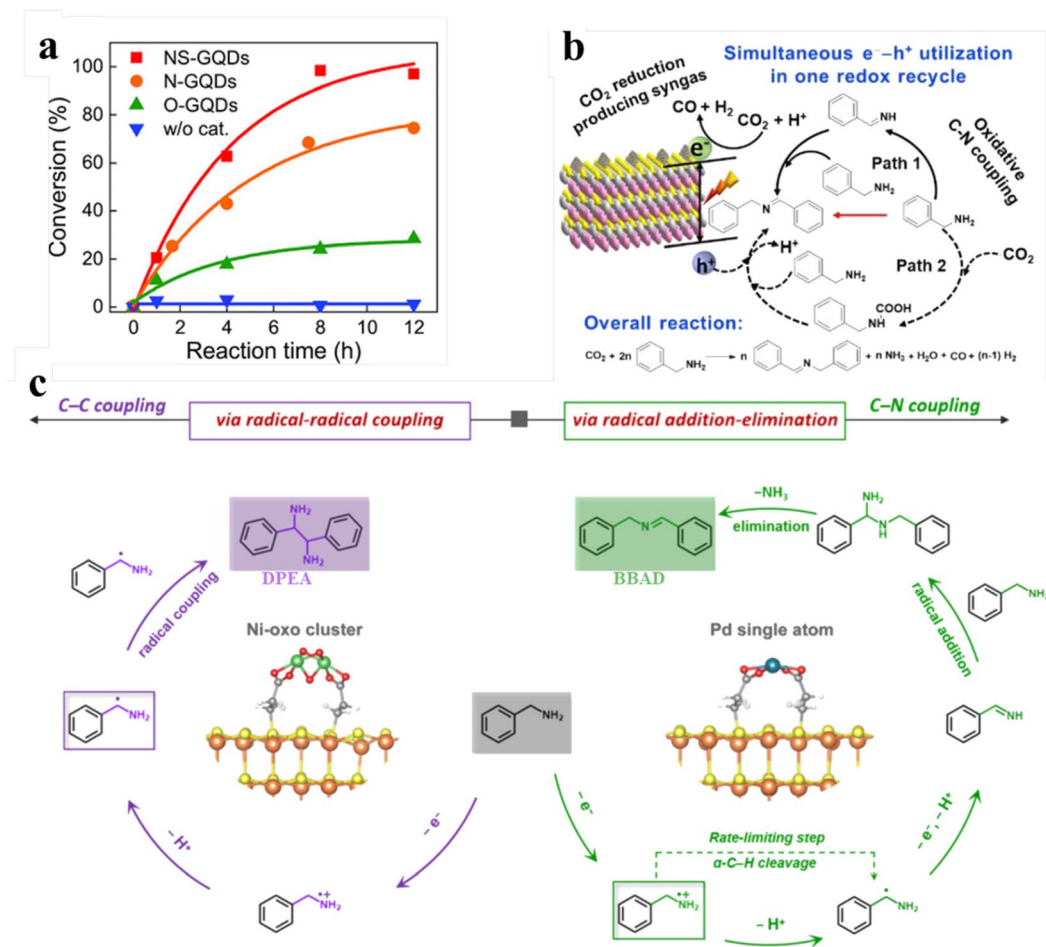 a
NS-GQDs
N-GQDs
O-GQDs
w/o cat.
Conversion (%)
100
80
60
40
20
0
0 2 4 6 8 10 12
Reaction time (h)
b
Simultaneous e⁻–h⁺ utilization
in one redox recycle
CO₂ reduction
producing syngas
CO + H₂
CO₂ + H⁺
e⁻
NH
Path 1
NH₂
N
NH₂
Oxidative
C-N coupling
H⁺
h⁺
NH₂
Path 2
CO₂
COOH
NH
Overall reaction:
CO₂ + 2n NH₂ n N + n NH₃ + H₂O + CO + (n-1) H₂
c
C–C coupling
via radical-radical coupling
via radical addition-elimination
C–N coupling
NH₂
NH₂
DPEA
NH₂
radical coupling
N
BBAD
–NH₃
elimination
NH₂
N
H
NH₂
radical addition
Ni-oxo cluster
Pd single atom
NH₂
NH₂
NH
– H⁺
– e⁻
– e⁻
Rate-limiting step
α-C–H cleavage
– e⁻, – H⁺
NH₂
NH₂
– H⁺
NH₂